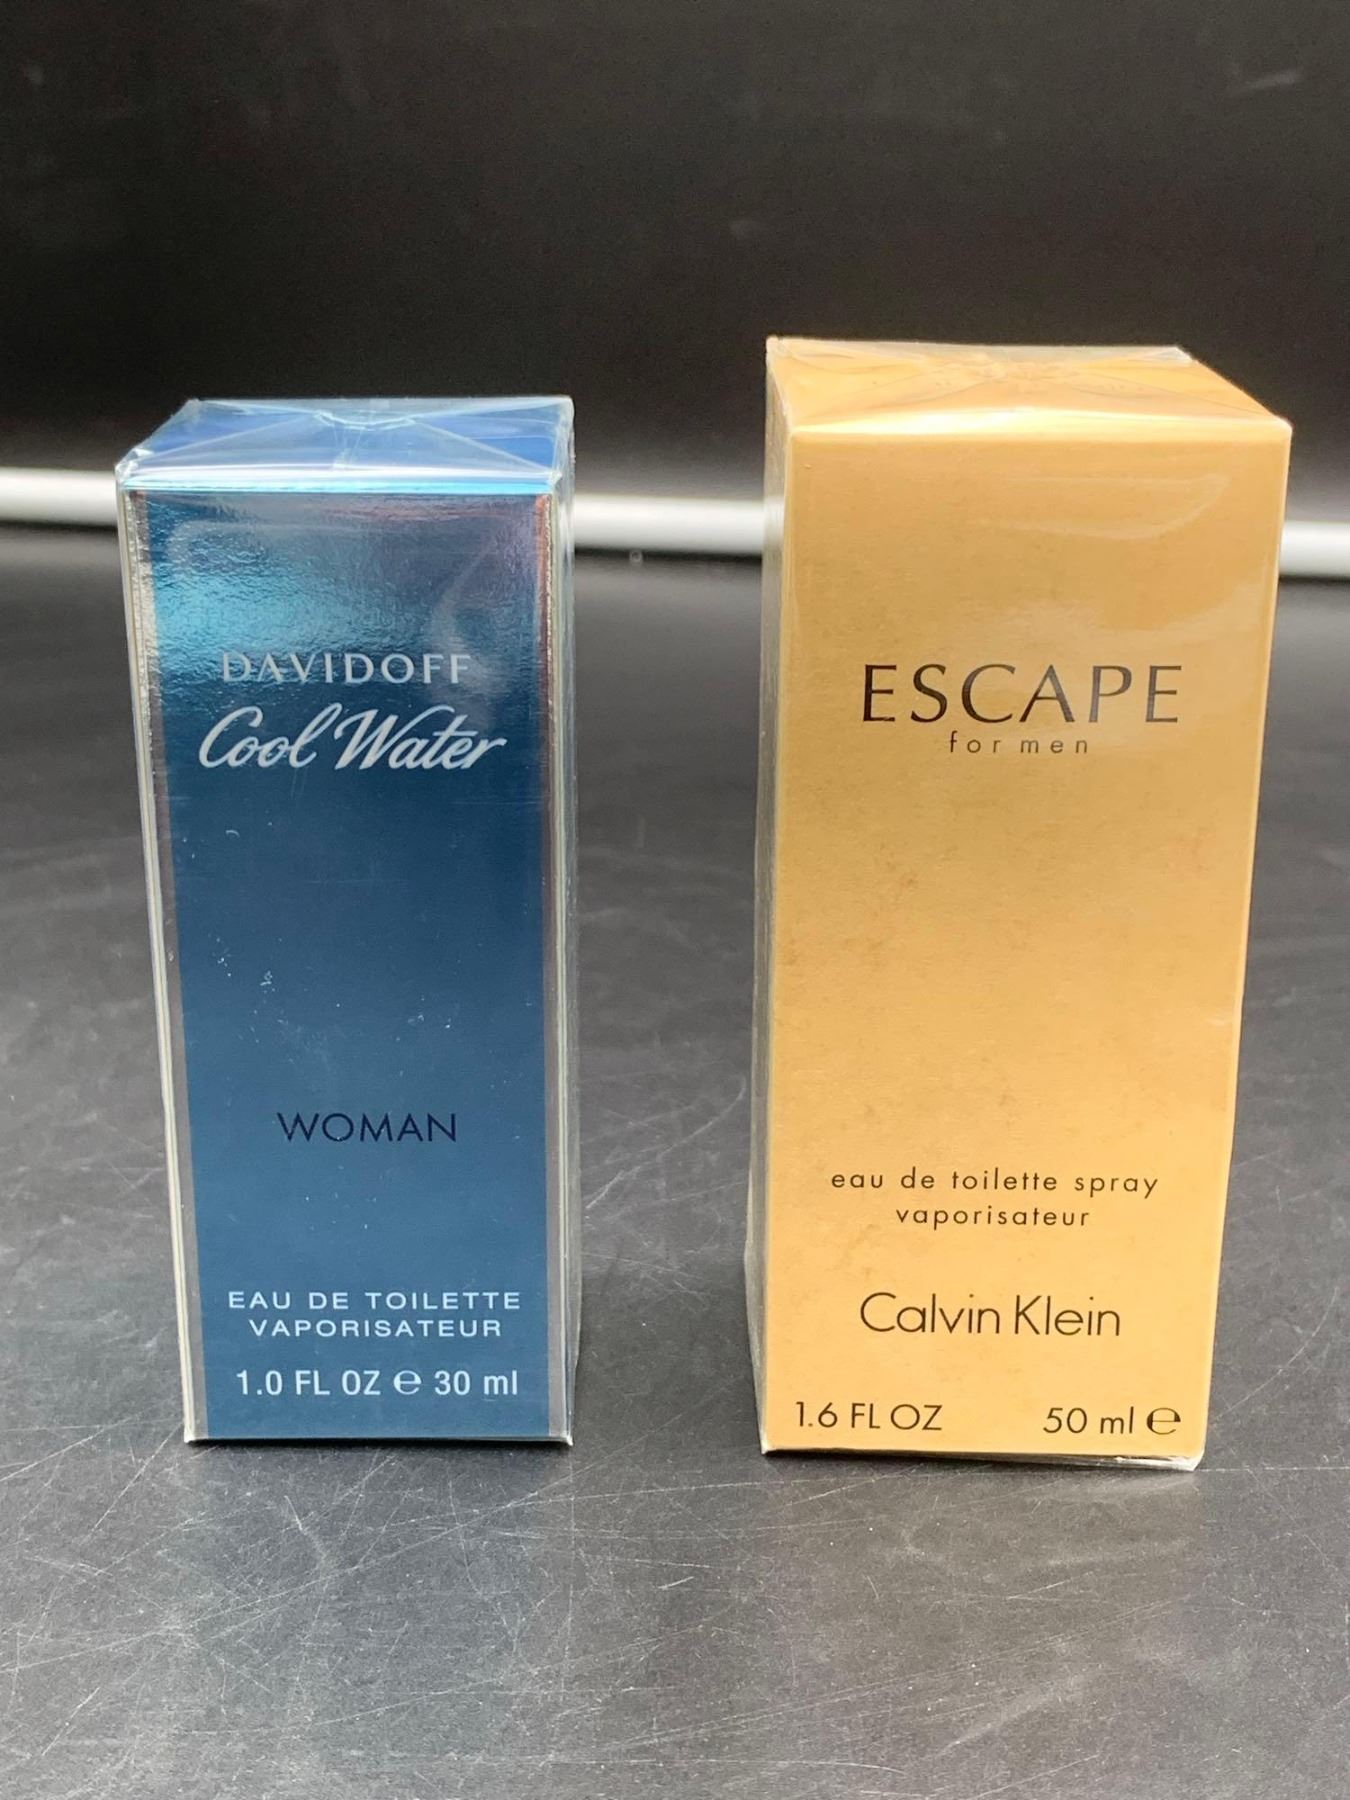 DAVIDOFF
Cool Water
WOMAN
EAU DE TOILETTE
VAPORISATEUR
1.0 FL OZ ℮ 30 ml
ESCAPE
for men
eau de toilette spray
vaporisateur
Calvin Klein
1.6 FL OZ 50 ml ℮